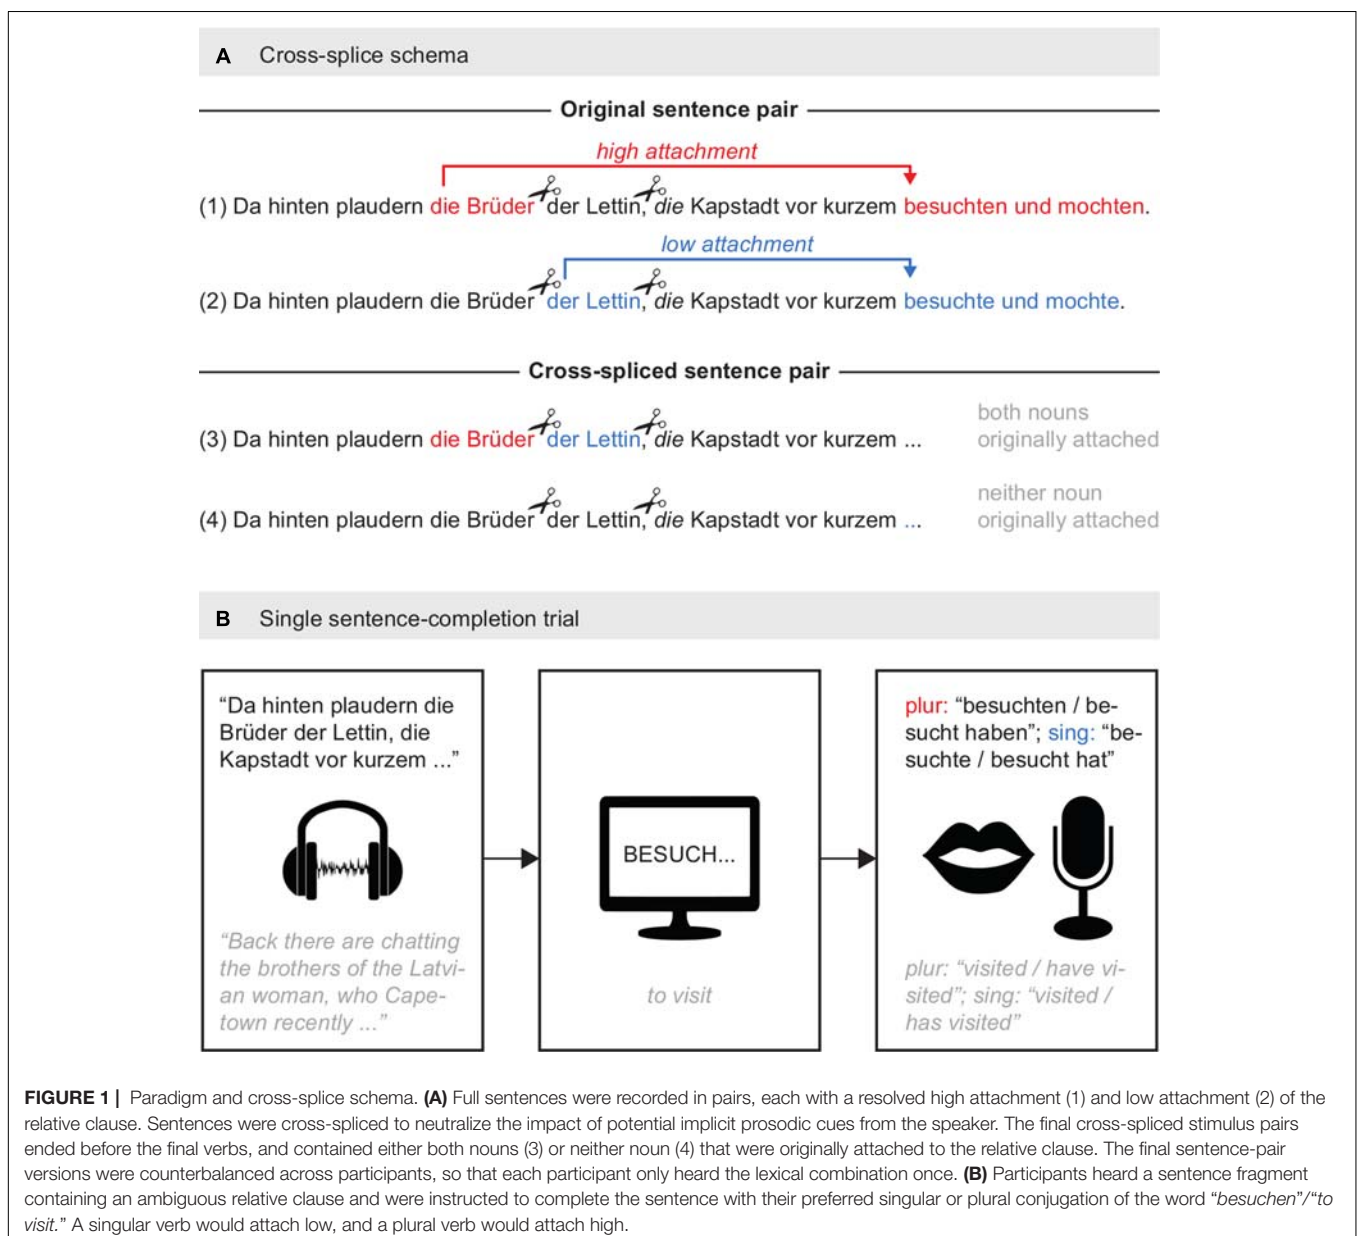 A Cross-splice schema
Original sentence pair
high attachment
(1) Da hinten plaudern die Brüder der Lettin, die Kapstadt vor kurzem besuchten und mochten.
low attachment
(2) Da hinten plaudern die Brüder der Lettin, die Kapstadt vor kurzem besuchte und mochte.
Cross-spliced sentence pair
both nouns
(3) Da hinten plaudern die Brüder der Lettin, die Kapstadt vor kurzem ... originally attached
neither noun
(4) Da hinten plaudern die Brüder der Lettin, die Kapstadt vor kurzem ... originally attached
B Single sentence-completion trial
“Da hinten plaudern die
Brüder der Lettin, die
Kapstadt vor kurzem ...”
“Back there are chatting
the brothers of the Latvi-
an woman, who Cape-
town recently ...”
BESUCH...
to visit
plur: “besuchten / be-
sucht haben”; sing: “be-
suchte / besucht hat”
plur: “visited / have vi-
sited”; sing: “visited /
has visited”
FIGURE 1 | Paradigm and cross-splice schema. (A) Full sentences were recorded in pairs, each with a resolved high attachment (1) and low attachment (2) of the
relative clause. Sentences were cross-spliced to neutralize the impact of potential implicit prosodic cues from the speaker. The final cross-spliced stimulus pairs
ended before the final verbs, and contained either both nouns (3) or neither noun (4) that were originally attached to the relative clause. The final sentence-pair
versions were counterbalanced across participants, so that each participant only heard the lexical combination once. (B) Participants heard a sentence fragment
containing an ambiguous relative clause and were instructed to complete the sentence with their preferred singular or plural conjugation of the word “besuchen”/“to
visit.” A singular verb would attach low, and a plural verb would attach high.